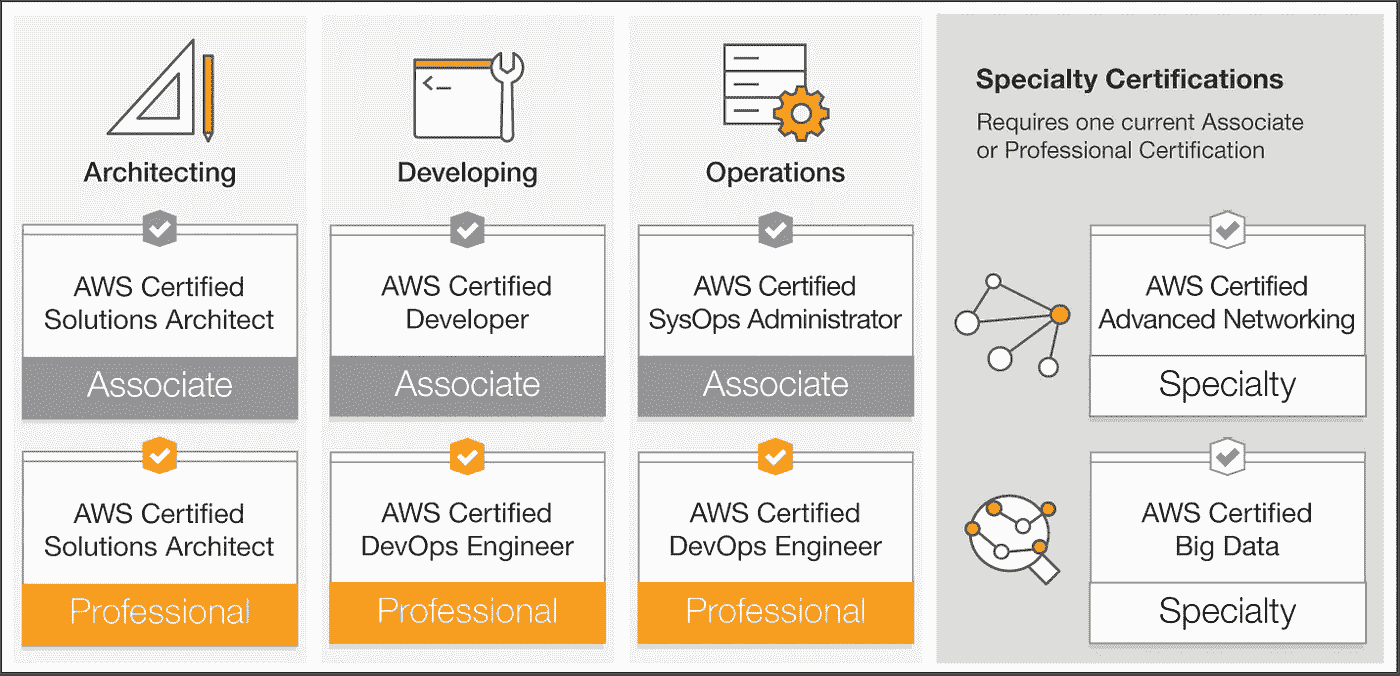 Architecting
AWS Certified
Solutions Architect
Associate
AWS Certified
Solutions Architect
Professional
Developing
AWS Certified
Developer
Associate
AWS Certified
DevOps Engineer
Professional
Operations
AWS Certified
SysOps Administrator
Associate
AWS Certified
DevOps Engineer
Professional
Specialty Certifications
Requires one current Associate
or Professional Certification
AWS Certified
Advanced Networking
Specialty
AWS Certified
Big Data
Specialty